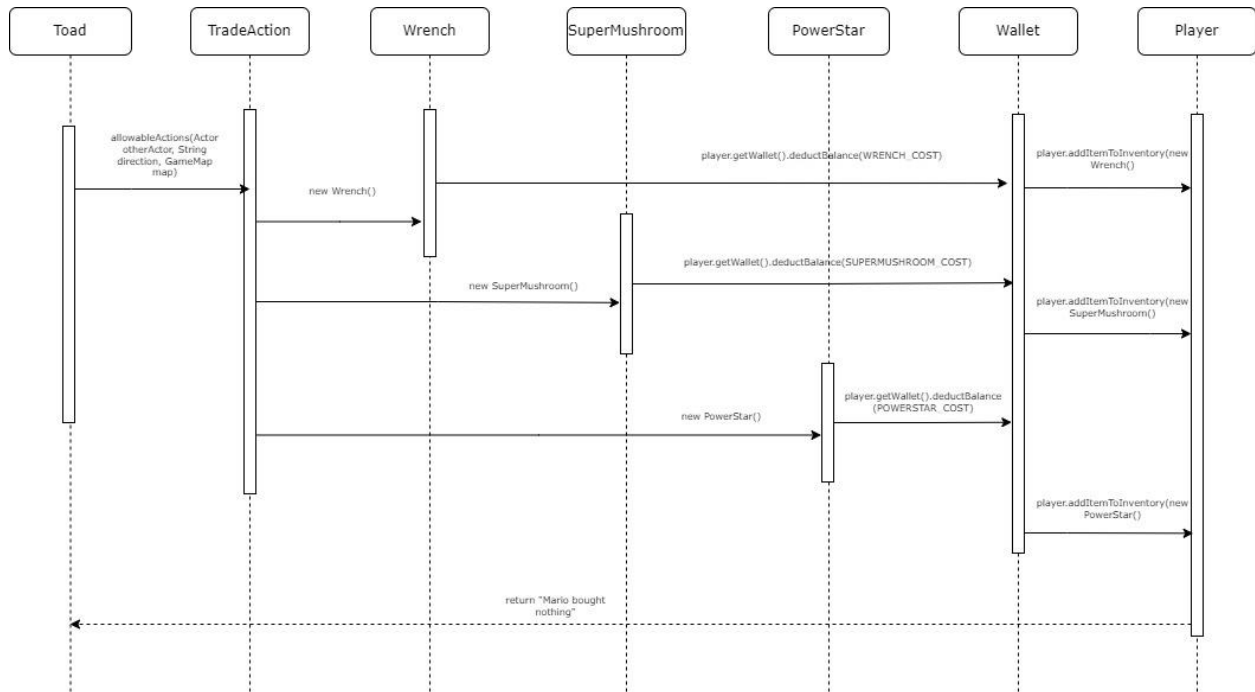 Toad
TradeAction
Wrench
SuperMushroom
PowerStar
Wallet
Player
allowableActions(Actor
otherActor, String
direction, GameMap
map)
player.getWallet().deductBalance(WRENCH_COST)
player.addItemToInventory(new
Wrench()
new Wrench()
player.getWallet().deductBalance(SUPERMUSHROOM_COST)
new SuperMushroom()
player.addItemToInventory(new
SuperMushroom()
player.getWallet().deductBalance
(POWERSTAR_COST)
new PowerStar()
player.addItemToInventory(new
PowerStar()
return "Mario bought
nothing"